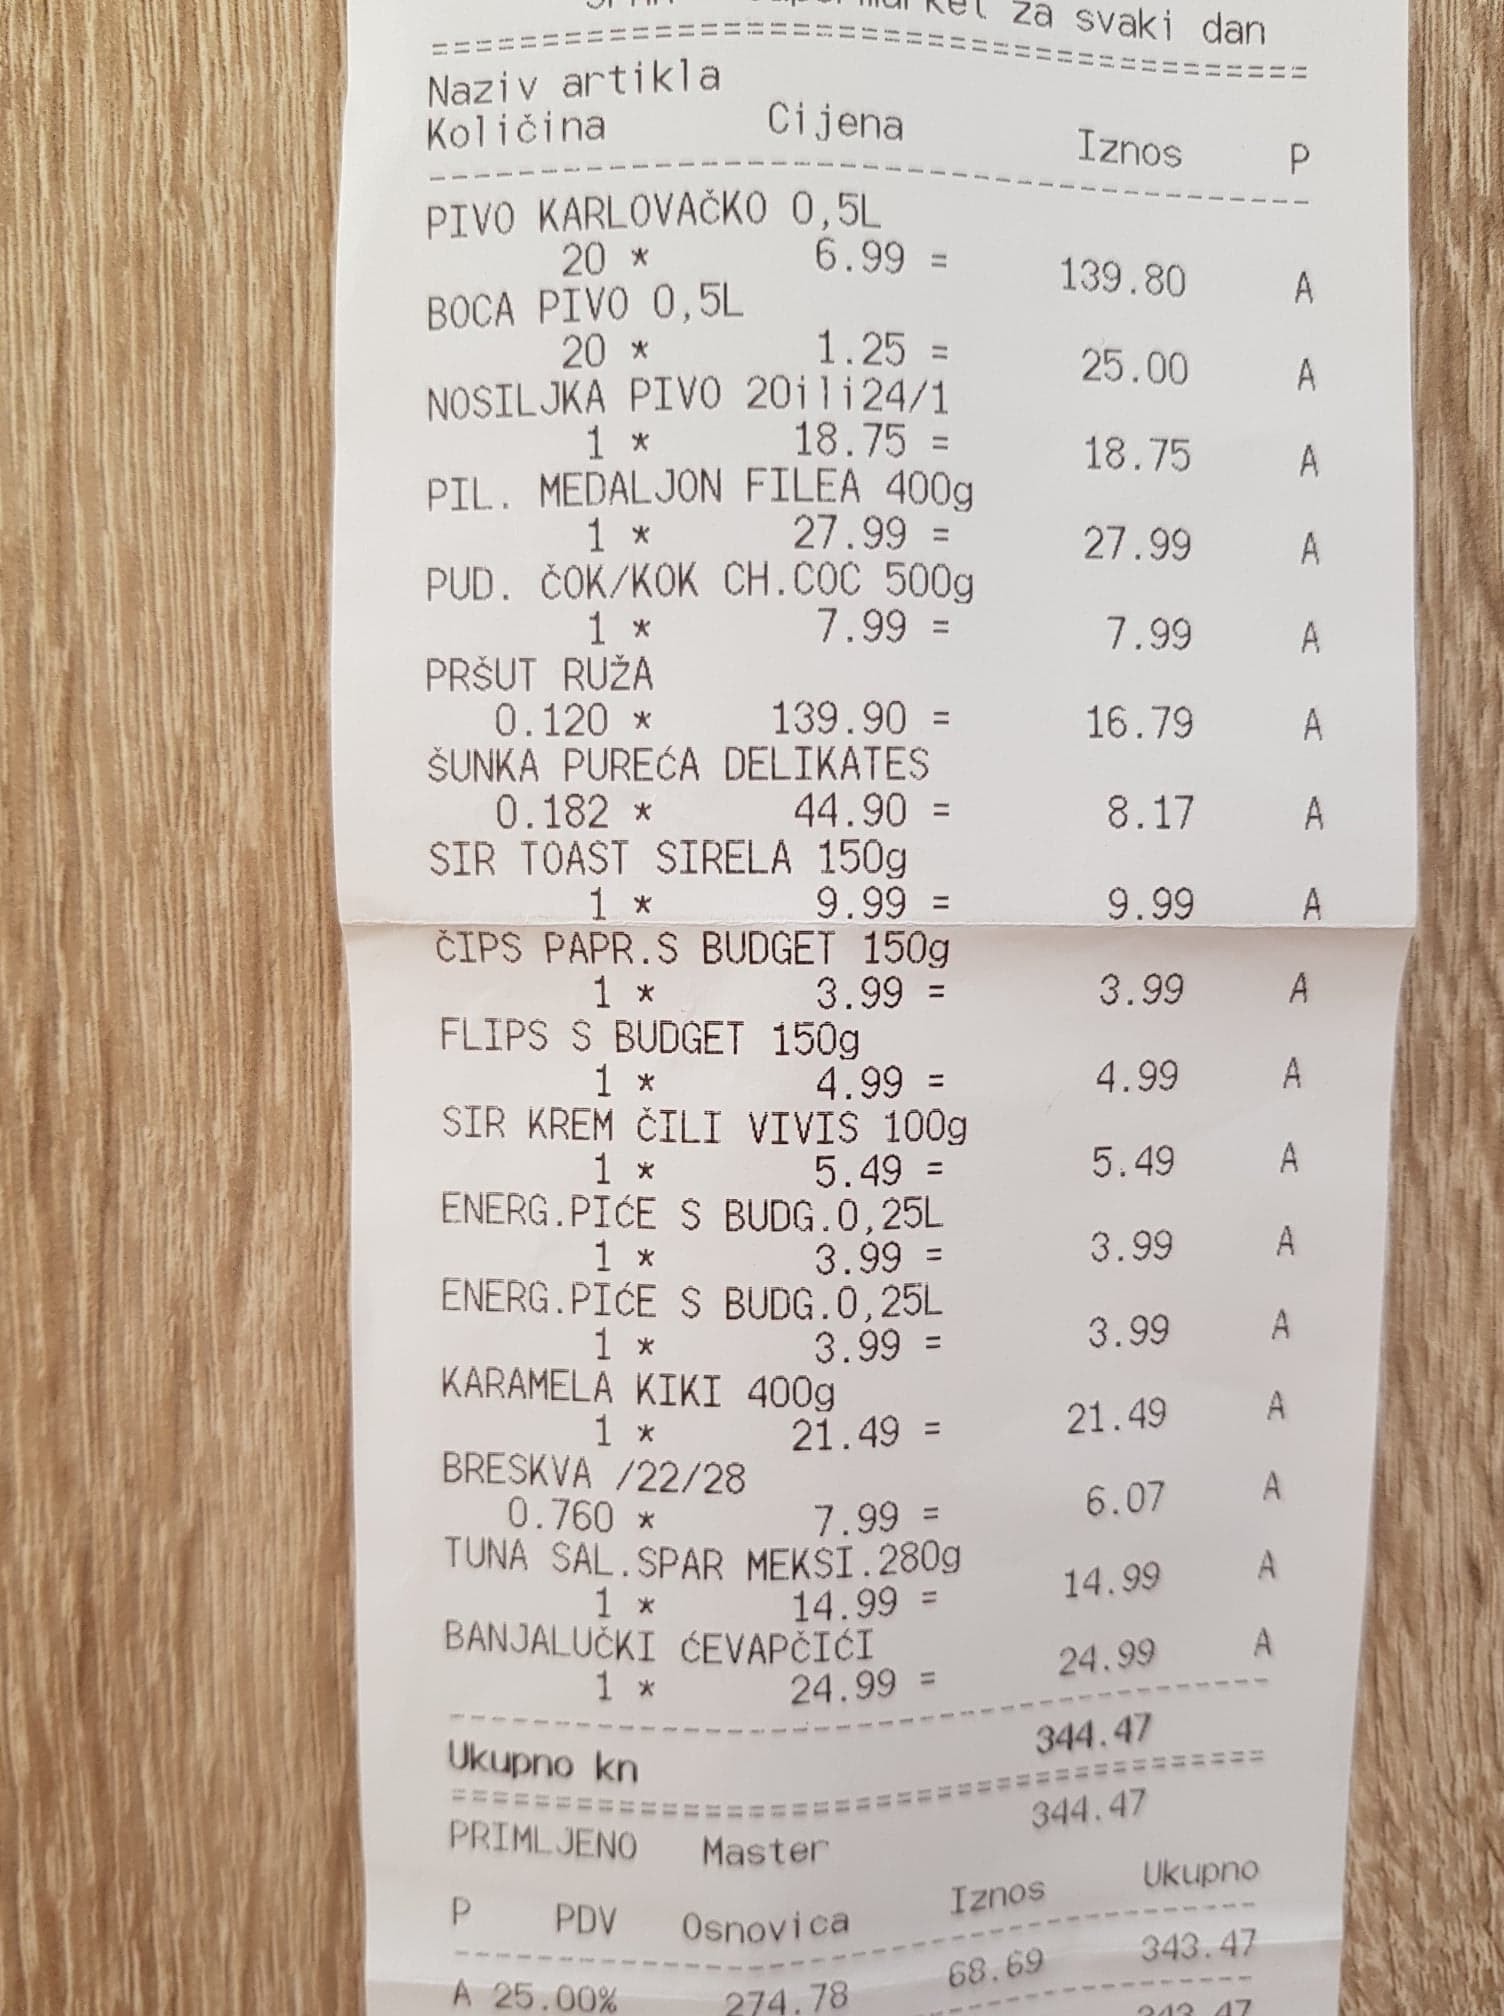 za svaki dan
======================================
Naziv artikla
Količina Cijena Iznos P
--------------------------------------
PIVO KARLOVAČKO 0,5L
20 * 6.99 = 139.80 A
BOCA PIVO 0,5L
20 * 1.25 = 25.00 A
NOSILJKA PIVO 20ili24/1
1 * 18.75 = 18.75 A
PIL. MEDALJON FILEA 400g
1 * 27.99 = 27.99 A
PUD. ČOK/KOK CH.COC 500g
1 * 7.99 = 7.99 A
PRŠUT RUŽA
0.120 * 139.90 = 16.79 A
ŠUNKA PUREĆA DELIKATES
0.182 * 44.90 = 8.17 A
SIR TOAST SIRELA 150g
1 * 9.99 = 9.99 A
ČIPS PAPR.S BUDGET 150g
1 * 3.99 = 3.99 A
FLIPS S BUDGET 150g
1 * 4.99 = 4.99 A
SIR KREM ČILI VIVIS 100g
1 * 5.49 = 5.49 A
ENERG.PIĆE S BUDG.0,25L
1 * 3.99 = 3.99 A
ENERG.PIĆE S BUDG.0,25L
1 * 3.99 = 3.99 A
KARAMELA KIKI 400g
1 * 21.49 = 21.49 A
BRESKVA /22/28
0.760 * 7.99 = 6.07 A
TUNA SAL.SPAR MEKSI.280g
1 * 14.99 = 14.99 A
BANJALUČKI ĆEVAPČIĆI
1 * 24.99 = 24.99 A
--------------------------------------
Ukupno kn 344.47
======================================
PRIMLJENO Master 344.47
P PDV Osnovica Iznos Ukupno
--------------------------------------
A 25.00% 274.78 68.69 343.47
--------------------------------------